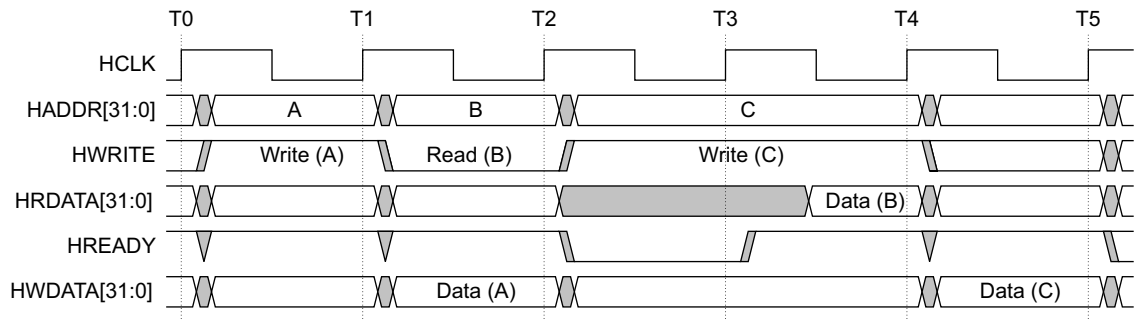 T0 T1 T2 T3 T4 T5
HCLK
HADDR[31:0] A B C
HWRITE Write (A) Read (B) Write (C)
HRDATA[31:0] Data (B)
HREADY
HWDATA[31:0] Data (A) Data (C)